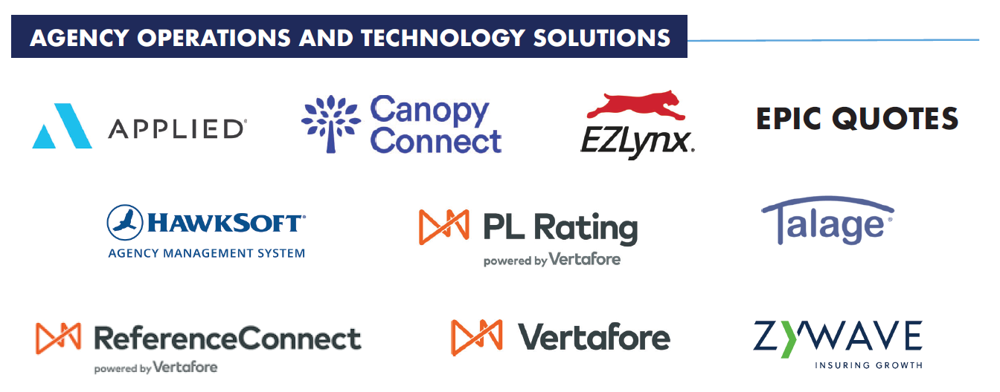 AGENCY OPERATIONS AND TECHNOLOGY SOLUTIONS
APPLIED®
Canopy
Connect
EZLynx®
EPIC QUOTES
HAWKSOFT®
AGENCY MANAGEMENT SYSTEM
PL Rating
powered by Vertafore
Talage®
ReferenceConnect
powered by Vertafore
Vertafore
ZYWAVE
INSURING GROWTH